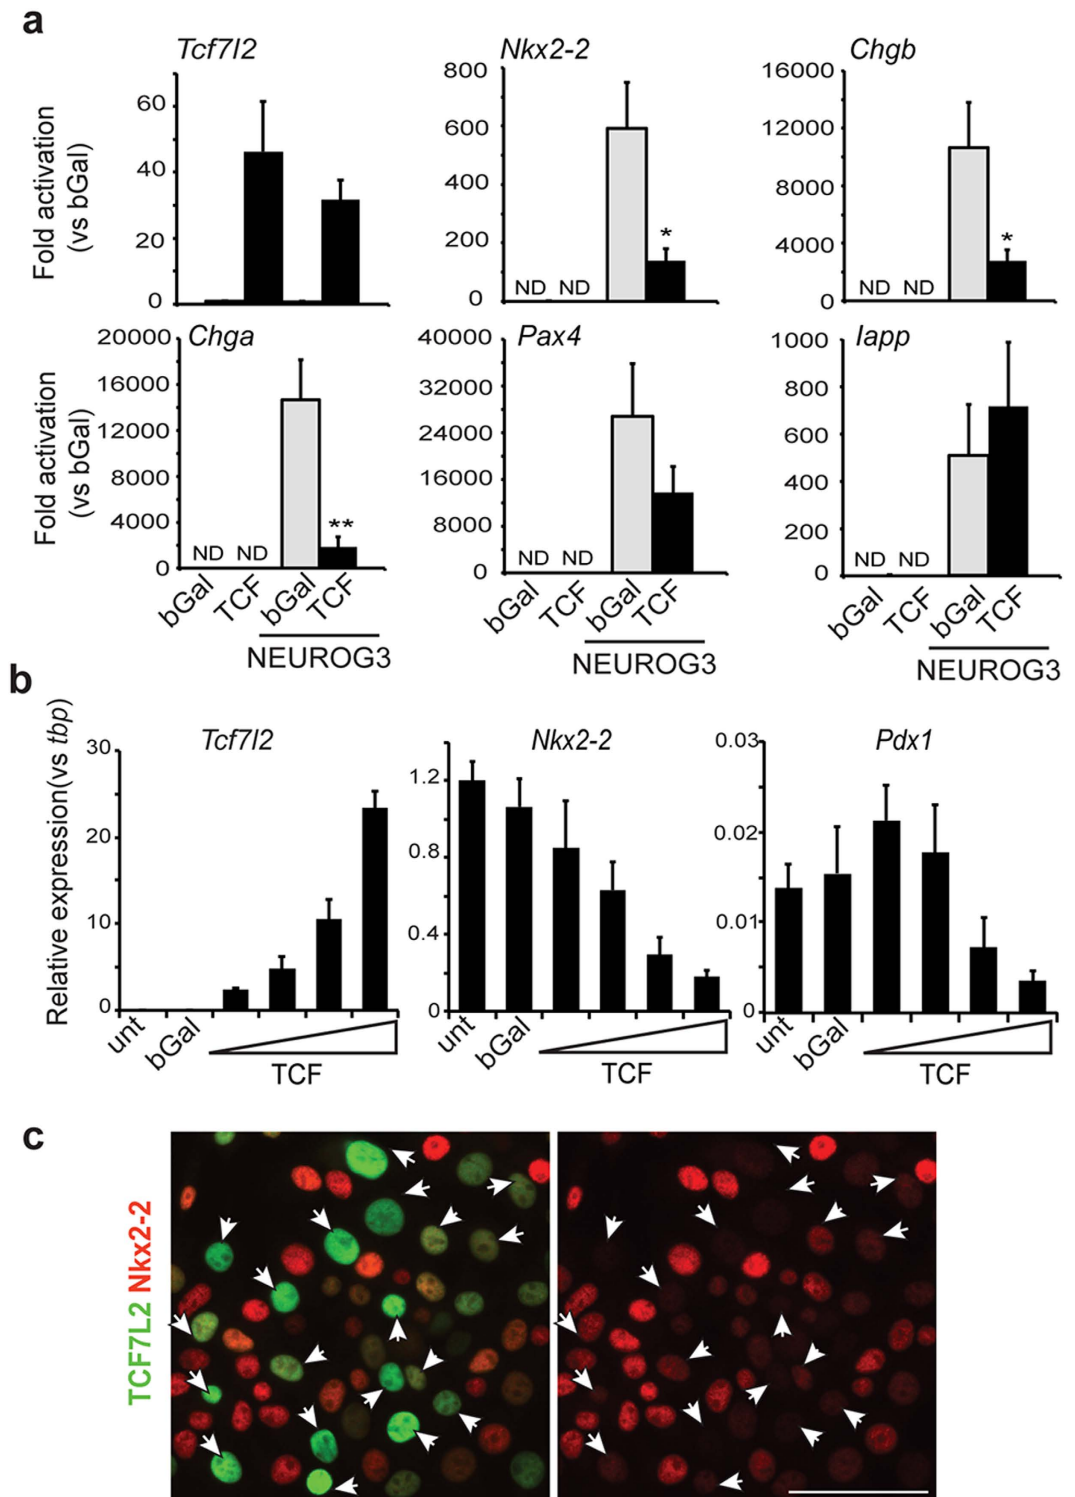 a
Tcf7l2
Nkx2-2
Chgb
Fold activation
(vs bGal)
60
40
20
0
800
600
400
200
0
ND ND
*
16000
12000
8000
4000
0
ND ND
*
Chga
Pax4
Iapp
Fold activation
(vs bGal)
20000
16000
12000
8000
4000
0
ND ND
**
40000
32000
24000
16000
8000
0
ND ND
1000
800
600
400
200
0
ND ND
bGal TCF bGal TCF
NEUROG3
bGal TCF bGal TCF
NEUROG3
bGal TCF bGal TCF
NEUROG3
b
Relative expression(vs tbp)
Tcf7l2
Nkx2-2
Pdx1
30
20
10
0
1.2
0.8
0.4
0
0.03
0.02
0.01
0
unt bGal
TCF
unt bGal
TCF
unt bGal
TCF
c
TCF7L2 Nkx2-2